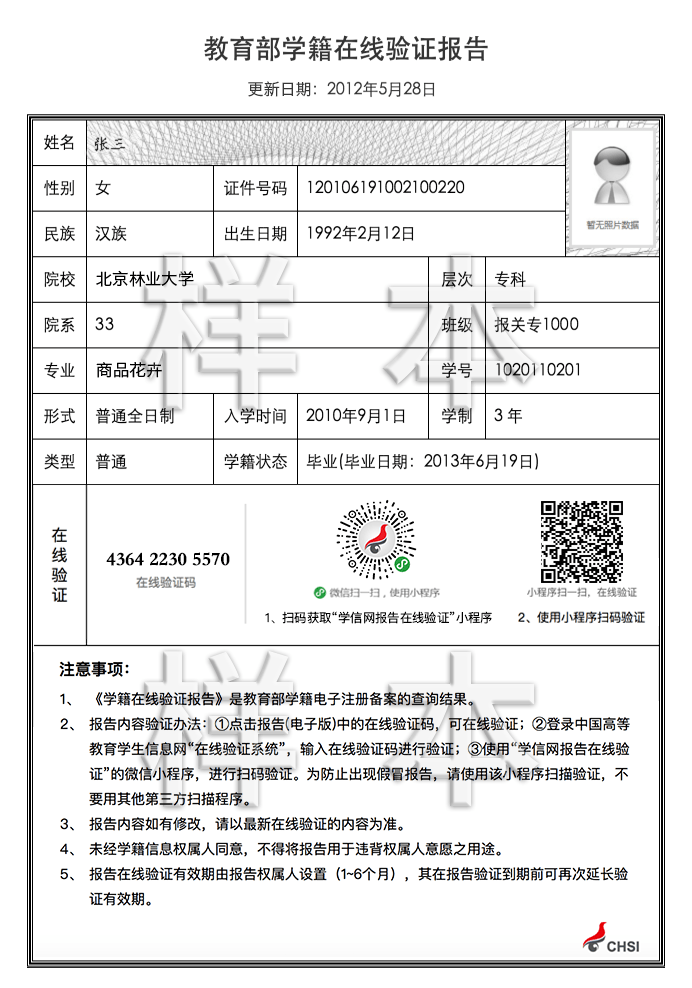 教育部学籍在线验证报告
更新日期：2012年5月28日
姓名 张三
性别 女 证件号码 120106191002100220
暂无照片数据
民族 汉族 出生日期 1992年2月12日
院校 北京林业大学 层次 专科
院系 33 班级 报关专1000
专业 商品花卉 学号 1020110201
样本
形式 普通全日制 入学时间 2010年9月1日 学制 3 年
类型 普通 学籍状态 毕业(毕业日期：2013年6月19日)
在线验证
4364 2230 5570
在线验证码
微信扫一扫，使用小程序
1、扫码获取“学信网报告在线验证”小程序
小程序扫一扫，在线验证
2、使用小程序扫码验证
注意事项：
1、 《学籍在线验证报告》是教育部学籍电子注册备案的查询结果。
2、 报告内容验证办法：①点击报告(电子版)中的在线验证码，可在线验证；②登录中国高等
教育学生信息网“在线验证系统”，输入在线验证码进行验证；③使用“学信网报告在线验
证”的微信小程序，进行扫码验证。为防止出现假冒报告，请使用该小程序扫描验证，不
要用其他第三方扫描程序。
样本
3、 报告内容如有修改，请以最新在线验证的内容为准。
4、 未经学籍信息权属人同意，不得将报告用于违背权属人意愿之用途。
5、 报告在线验证有效期由报告权属人设置（1~6个月），其在报告验证到期前可再次延长验
证有效期。
CHSI